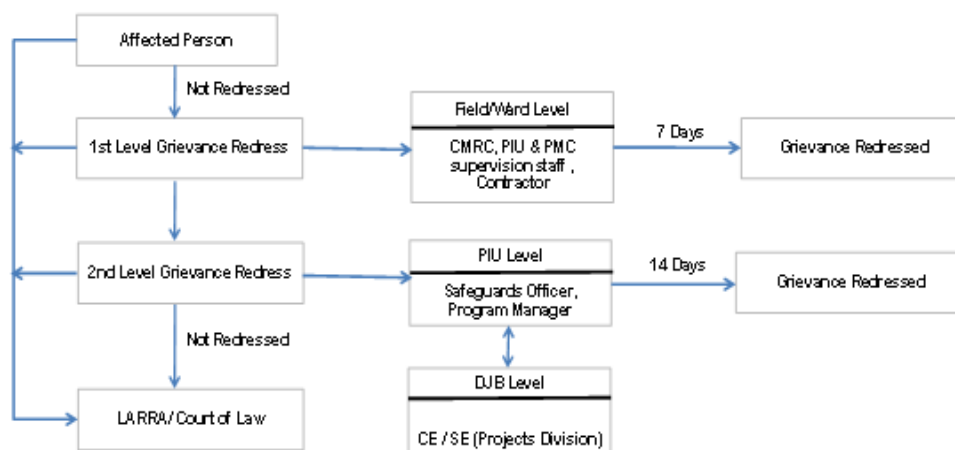 Affected Person
Not Redressed
Field/Ward Level
1st Level Grievance Redress
CMRC, PIU & PMC
supervision staff ,
Contractor
7 Days
Grievance Redressed
2nd Level Grievance Redress
PIU Level
Safeguards Officer,
Program Manager
14 Days
Grievance Redressed
Not Redressed
DJB Level
LARRA/ Court of Law
CE / SE (Projects Division)